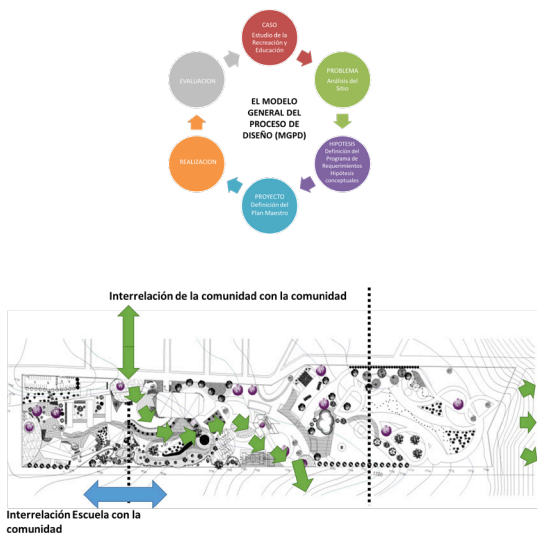 CASO
Estudio de la
Recreación y
Educación
PROBLEMA
Análisis del
Sitio
HIPOTESIS
Definición del
Programa de
Requerimientos
Hipótesis
conceptuales
PROYECTO
Definición del
Plan Maestro
REALIZACION
EVALUACION
EL MODELO
GENERAL DEL
PROCESO DE
DISEÑO (MGPD)
Interrelación de la comunidad con la comunidad
Interrelación Escuela con la
comunidad